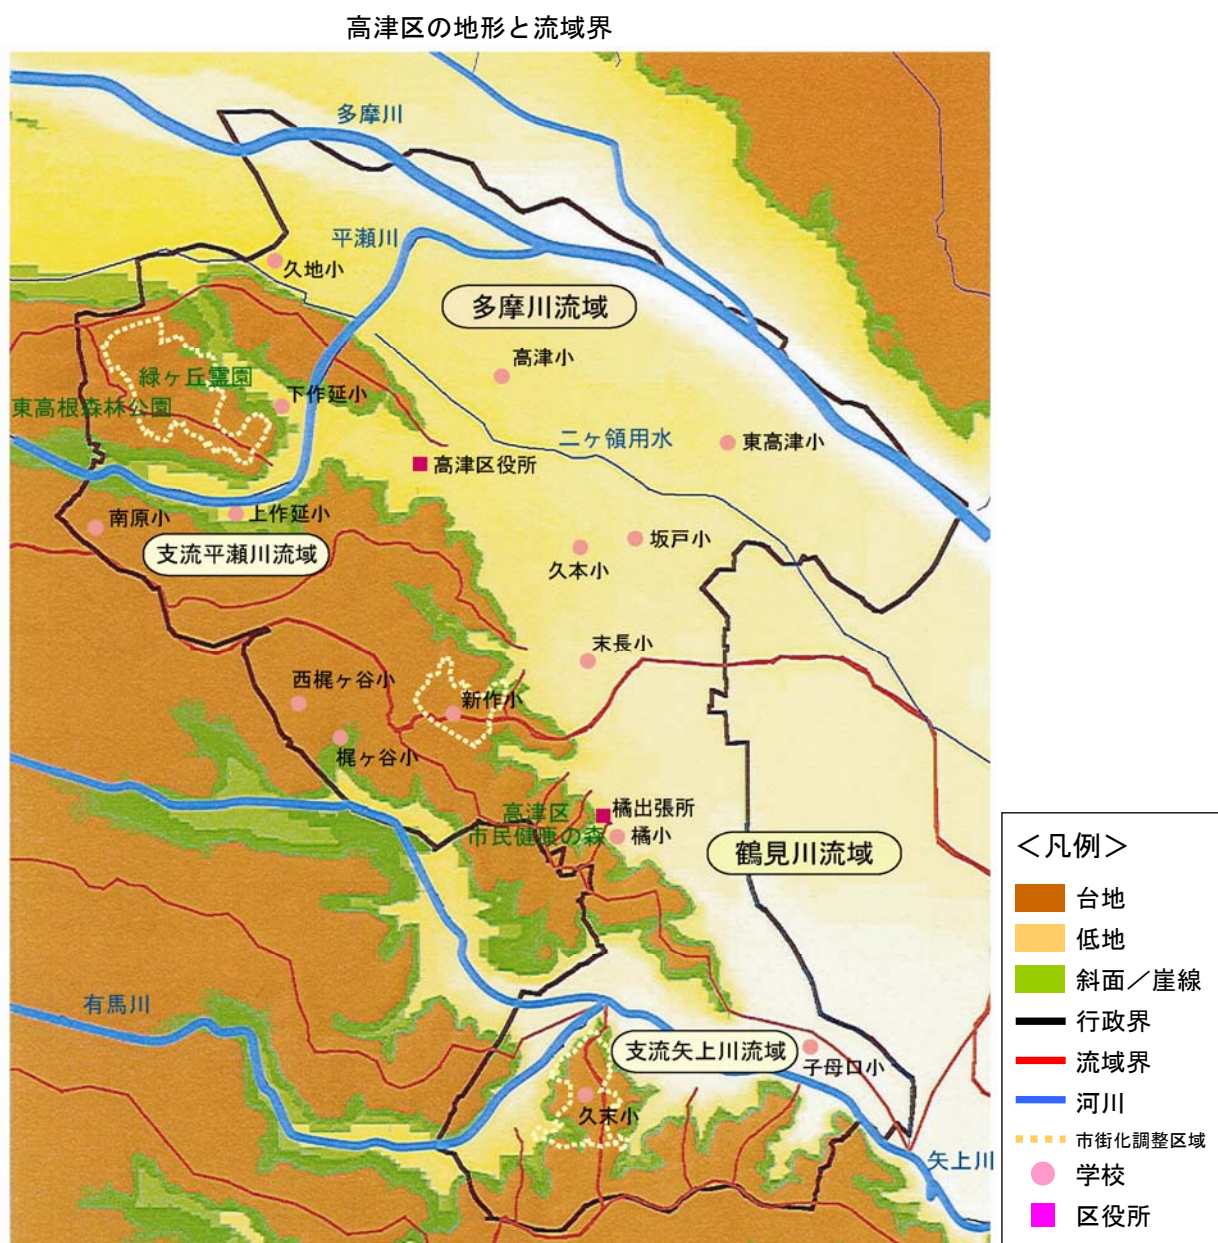 高津区の地形と流域界
多摩川
平瀬川
久地小
多摩川流域
高津小
緑ヶ丘霊園
下作延小
東高根森林公園
二ヶ領用水
東高津小
高津区役所
南原小
上作延小
支流平瀬川流域
坂戸小
久本小
末長小
西梶ヶ谷小
新作小
梶ヶ谷小
高津区
市民健康の森
橘出張所
橘小
鶴見川流域
有馬川
支流矢上川流域
子母口小
久末小
矢上川
＜凡例＞
台地
低地
斜面／崖線
行政界
流域界
河川
市街化調整区域
学校
区役所